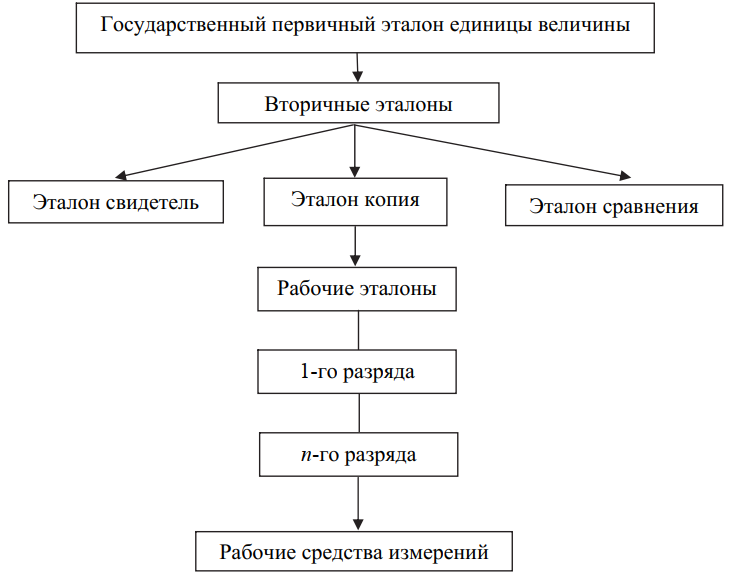 Государственный первичный эталон единицы величины
Вторичные эталоны
Эталон свидетель
Эталон копия
Эталон сравнения
Рабочие эталоны
1-го разряда
n-го разряда
Рабочие средства измерений